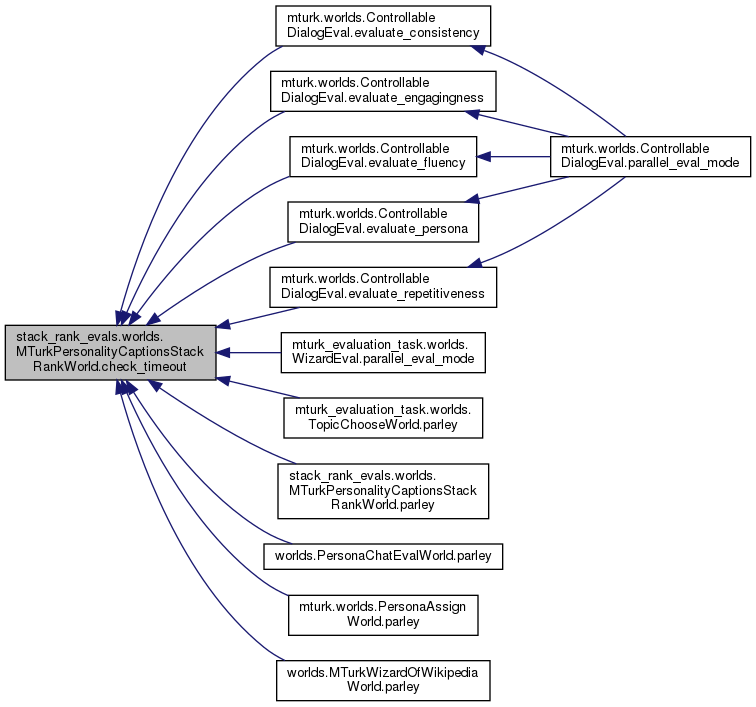 mturk.worlds.Controllable
DialogEval.evaluate_consistency
mturk.worlds.Controllable
DialogEval.evaluate_engagingness
mturk.worlds.Controllable
DialogEval.evaluate_fluency
mturk.worlds.Controllable
DialogEval.parallel_eval_mode
mturk.worlds.Controllable
DialogEval.evaluate_persona
mturk.worlds.Controllable
DialogEval.evaluate_repetitiveness
stack_rank_evals.worlds.
MTurkPersonalityCaptionsStack
RankWorld.check_timeout
mturk_evaluation_task.worlds.
WizardEval.parallel_eval_mode
mturk_evaluation_task.worlds.
TopicChooseWorld.parley
stack_rank_evals.worlds.
MTurkPersonalityCaptionsStack
RankWorld.parley
worlds.PersonaChatEvalWorld.parley
mturk.worlds.PersonaAssign
World.parley
worlds.MTurkWizardOfWikipedia
World.parley